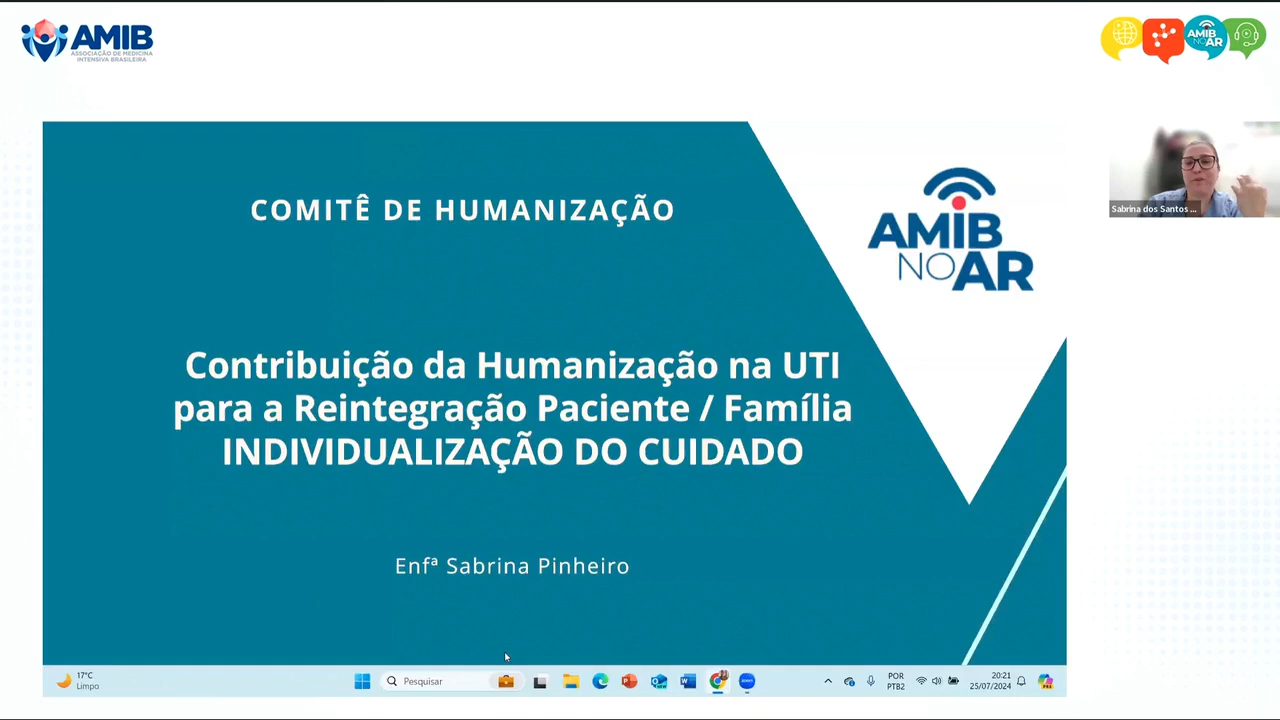 AMIB
ASSOCIAÇÃO DE MEDICINA
INTENSIVA BRASILEIRA
AMIB
NO AR
COMITÊ DE HUMANIZAÇÃO
AMIB
NO AR
Sabrina dos Santos ...
Contribuição da Humanização na UTI
para a Reintegração Paciente / Família
INDIVIDUALIZAÇÃO DO CUIDADO
Enfª Sabrina Pinheiro
17°C
Limpo
Pesquisar
POR
PTB2
20:21
25/07/2024